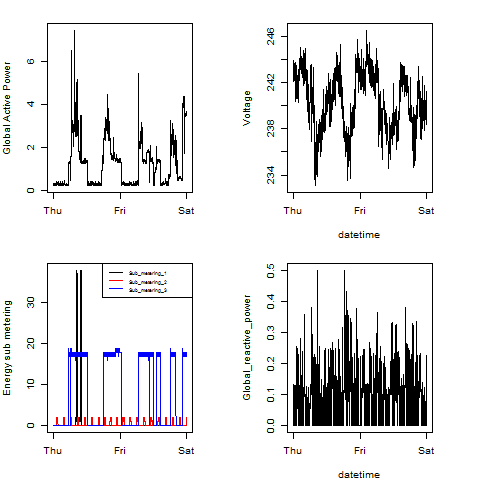 Global Active Power
6
4
2
0
Thu Fri Sat
Voltage
246
242
238
234
Thu Fri Sat
datetime
Energy sub metering
30
20
10
0
Thu Fri Sat
Sub_metering_1
Sub_metering_2
Sub_metering_3
Global_reactive_power
0.5
0.4
0.3
0.2
0.1
0.0
Thu Fri Sat
datetime